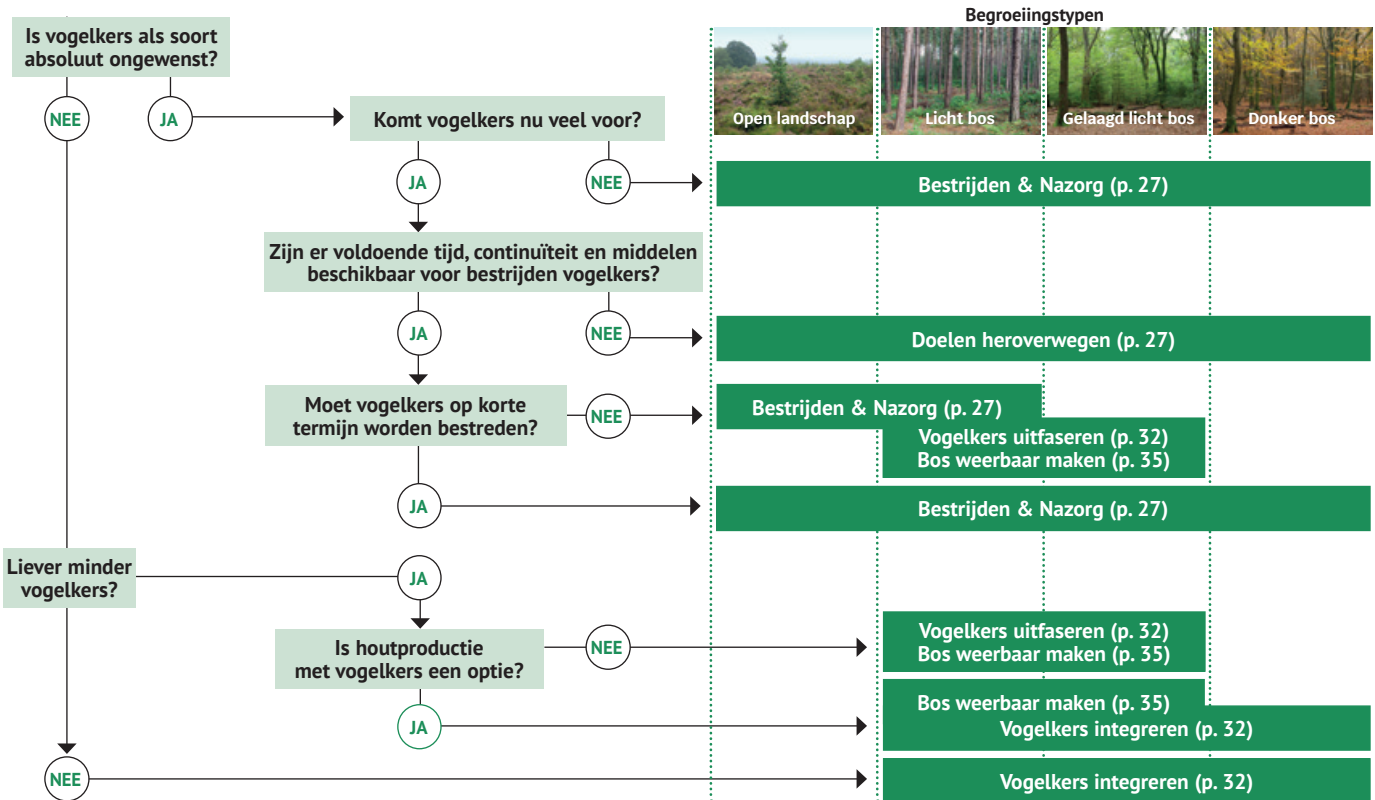 Begroeiingstypen
Is vogelkers als soort
absoluut ongewenst?
NEE
JA
Komt vogelkers nu veel voor?
Open landschap
Licht bos
Gelaagd licht bos
Donker bos
JA
NEE
Bestrijden & Nazorg (p. 27)
Zijn er voldoende tijd, continuïteit en middelen
beschikbaar voor bestrijden vogelkers?
JA
NEE
Doelen heroverwegen (p. 27)
Moet vogelkers op korte
termijn worden bestreden?
NEE
Bestrijden & Nazorg (p. 27)
Vogelkers uitfaseren (p. 32)
Bos weerbaar maken (p. 35)
JA
Bestrijden & Nazorg (p. 27)
Liever minder
vogelkers?
JA
Is houtproductie
met vogelkers een optie?
NEE
Vogelkers uitfaseren (p. 32)
Bos weerbaar maken (p. 35)
JA
Bos weerbaar maken (p. 35)
Vogelkers integreren (p. 32)
NEE
Vogelkers integreren (p. 32)